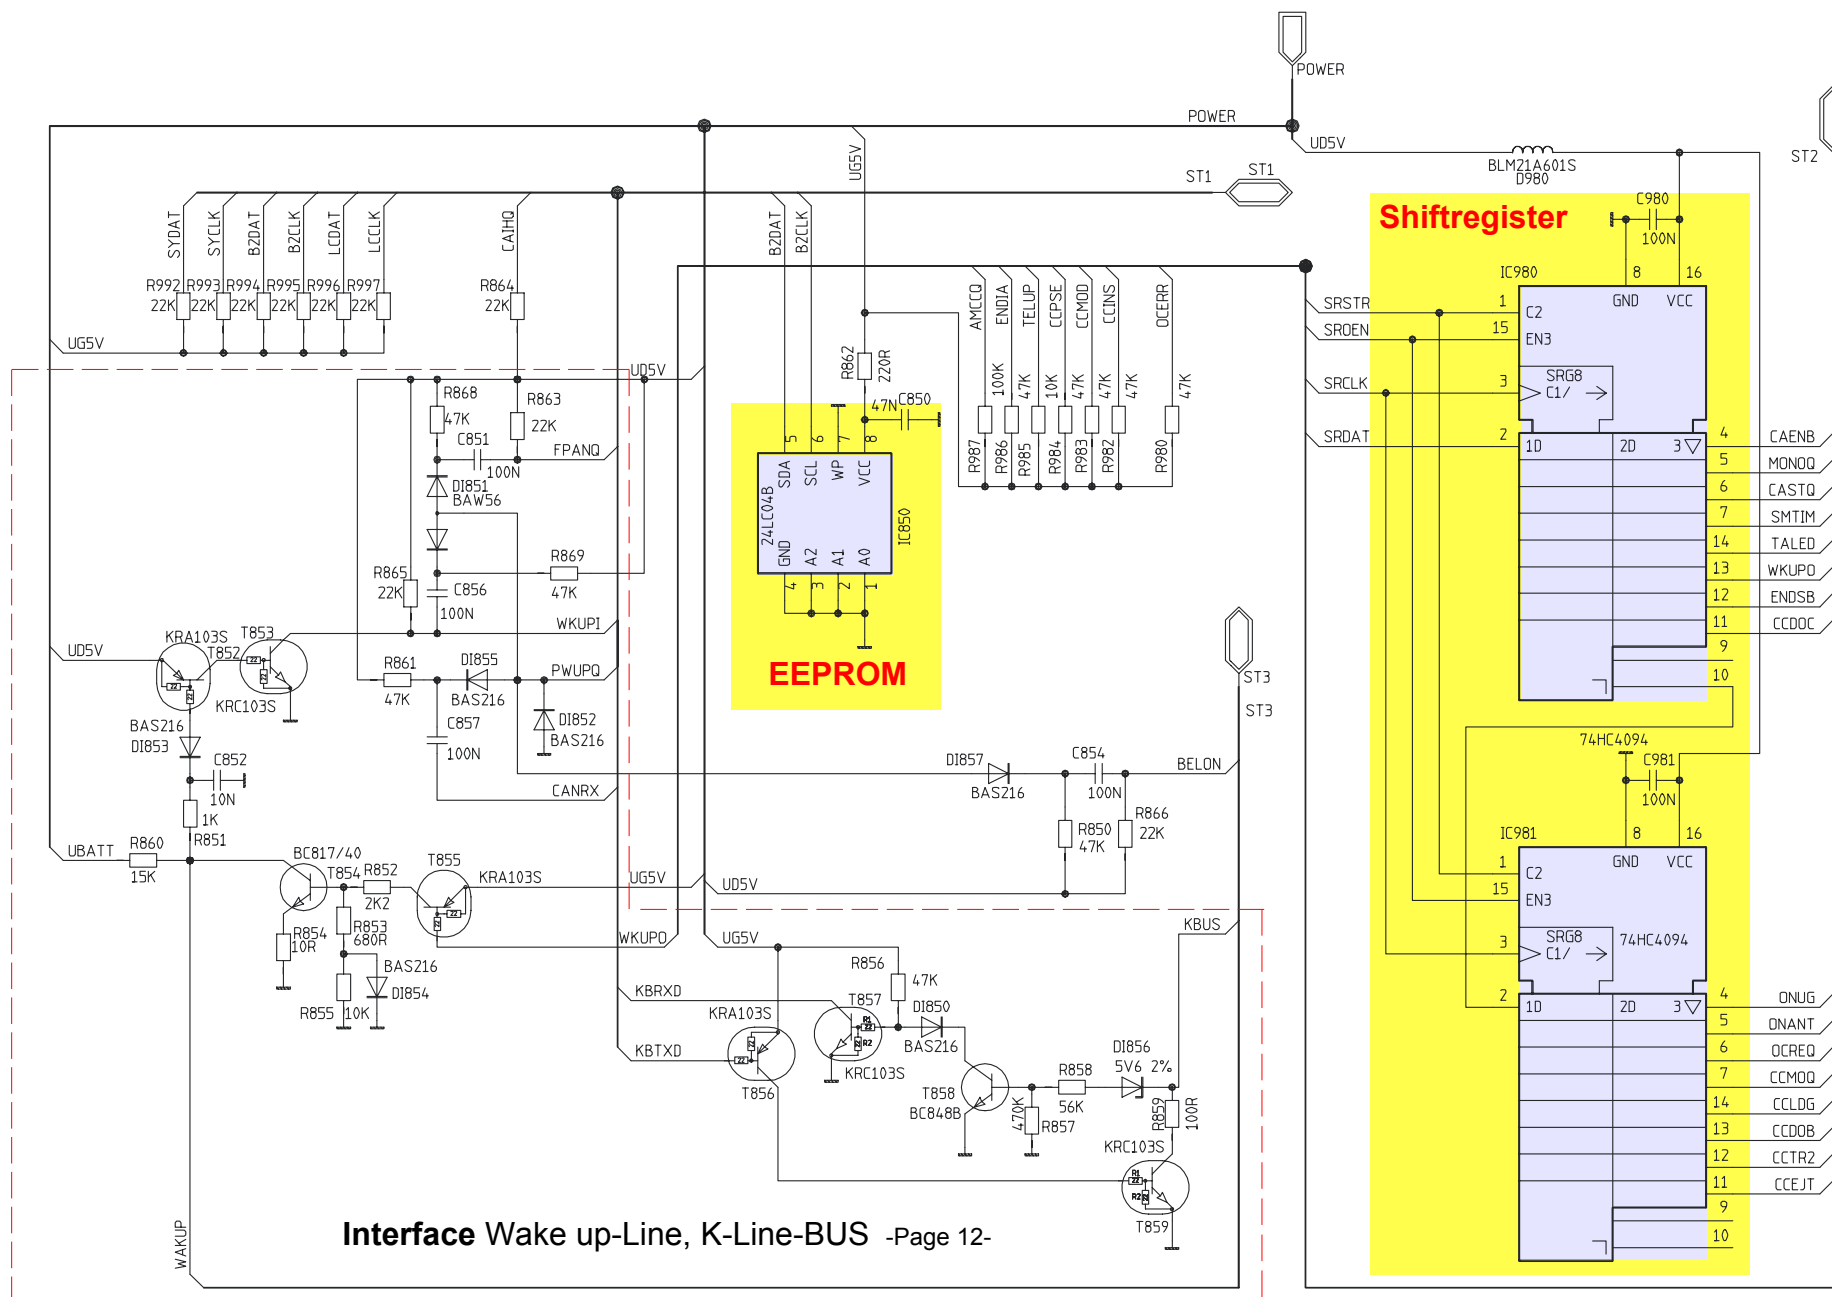 POWER
POWER
UD5V
BLM21A601S
D980
ST2
UG5V
ST1
ST1
Shiftregister
C980
100N
SYDAT
SYCLK
B2DAT
B2CLK
LCDAT
LCCLK
CAIHQ
B2DAT
B2CLK
R992
R993
R994
R995
R996
R997
22K
22K
22K
22K
22K
22K
R864
22K
UG5V
AMCCQ
ENDIA
TELUP
CCPSE
CCMOD
CCINS
OCERR
100K
47K
10K
47K
47K
47K
47K
R987
R986
R985
R984
R983
R982
R980
R862
220R
47N
C850
UD5V
R868
47K
R863
22K
C851
100N
FPANQ
DI851
BAW56
R869
47K
R865
22K
C856
100N
WKUPI
5
6
7
8
SDA
SCL
WP
VCC
24LC04B
IC850
GND
A2
A1
A0
4
3
2
1
EEPROM
UD5V
KRA103S
T852
T853
KRC103S
R861
47K
DI855
BAS216
PWUPQ
DI852
BAS216
C857
100N
CANRX
BAS216
DI853
C852
10N
1K
R851
UBATT
R860
15K
BC817/40
T854
R852
2K2
T855
KRA103S
UG5V
R854
10R
R853
680R
BAS216
DI854
R855
10K
WKUPO
DI857
BAS216
C854
100N
BELON
R850
47K
R866
22K
UD5V
ST3
ST3
UG5V
KBUS
R856
47K
KBRXD
KRA103S
T857
DI850
BAS216
KBTXD
T856
KRC103S
R1
22
R2
22
T858
BC848B
470K
R857
R858
56K
DI856
5V6 2%
R859
100R
KRC103S
R1
22
R2
22
T859
WAKUP
Interface Wake up-Line, K-Line-BUS -Page 12-
IC980
8
16
GND
VCC
SRSTR
1
C2
SROEN
15
EN3
SRCLK
3
SRG8
C1/
SRDAT
2
1D
2D
3
4
CAENB
5
MONOQ
6
CASTQ
7
SMTIM
14
TALED
13
WKUPO
12
ENDSB
11
CCDOC
9
10
74HC4094
C981
100N
IC981
8
16
GND
VCC
1
C2
15
EN3
3
SRG8
C1/
74HC4094
2
1D
2D
3
4
ONUG
5
ONANT
6
OCREQ
7
CCMOQ
14
CCLDG
13
CCDOB
12
CCTR2
11
CCEJT
9
10